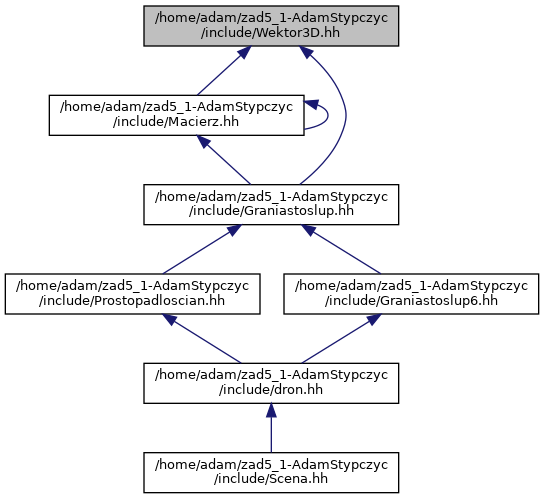 /home/adam/zad5_1-AdamStypczyc
/include/Wektor3D.hh
/home/adam/zad5_1-AdamStypczyc
/include/Macierz.hh
/home/adam/zad5_1-AdamStypczyc
/include/Graniastoslup.hh
/home/adam/zad5_1-AdamStypczyc
/include/Prostopadloscian.hh
/home/adam/zad5_1-AdamStypczyc
/include/Graniastoslup6.hh
/home/adam/zad5_1-AdamStypczyc
/include/dron.hh
/home/adam/zad5_1-AdamStypczyc
/include/Scena.hh